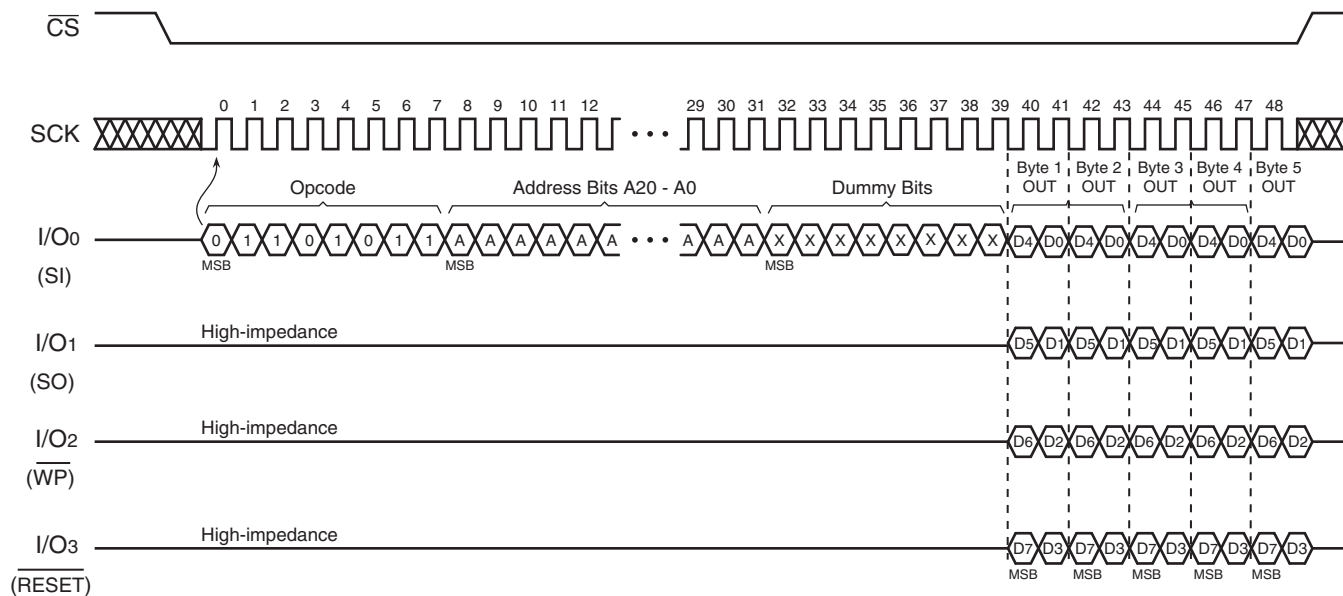 CS
0 1 2 3 4 5 6 7 8 9 10 11 12 29 30 31 32 33 34 35 36 37 38 39 40 41 42 43 44 45 46 47 48
SCK • • •
Byte 1 OUT Byte 2 OUT Byte 3 OUT Byte 4 OUT Byte 5 OUT
Opcode Address Bits A20 - A0 Dummy Bits
I/O0 0 1 1 0 1 0 1 1 A A A A A A • • • A A A X X X X X X X X D4 D0 D4 D0 D4 D0 D4 D0 D4 D0
MSB MSB MSB
(SI)
High-impedance
I/O1 D5 D1 D5 D1 D5 D1 D5 D1 D5 D1
(SO)
High-impedance
I/O2 D6 D2 D6 D2 D6 D2 D6 D2 D6 D2
(WP)
High-impedance
I/O3 D7 D3 D7 D3 D7 D3 D7 D3 D7 D3
MSB MSB MSB MSB MSB
(RESET)